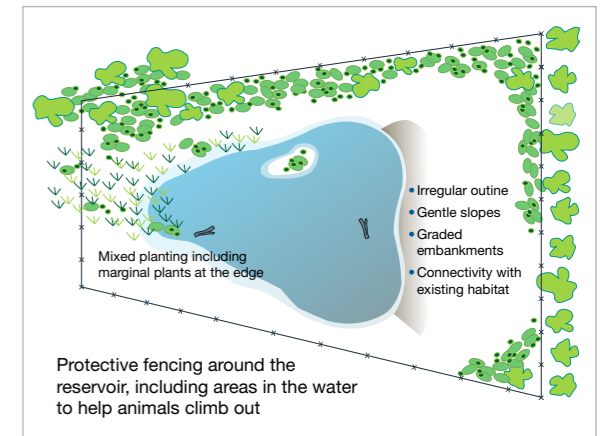 • Irregular outine
• Gentle slopes
• Graded
embankments
• Connectivity with
existing habitat
Mixed planting including
marginal plants at the edge
Protective fencing around the
reservoir, including areas in the water
to help animals climb out